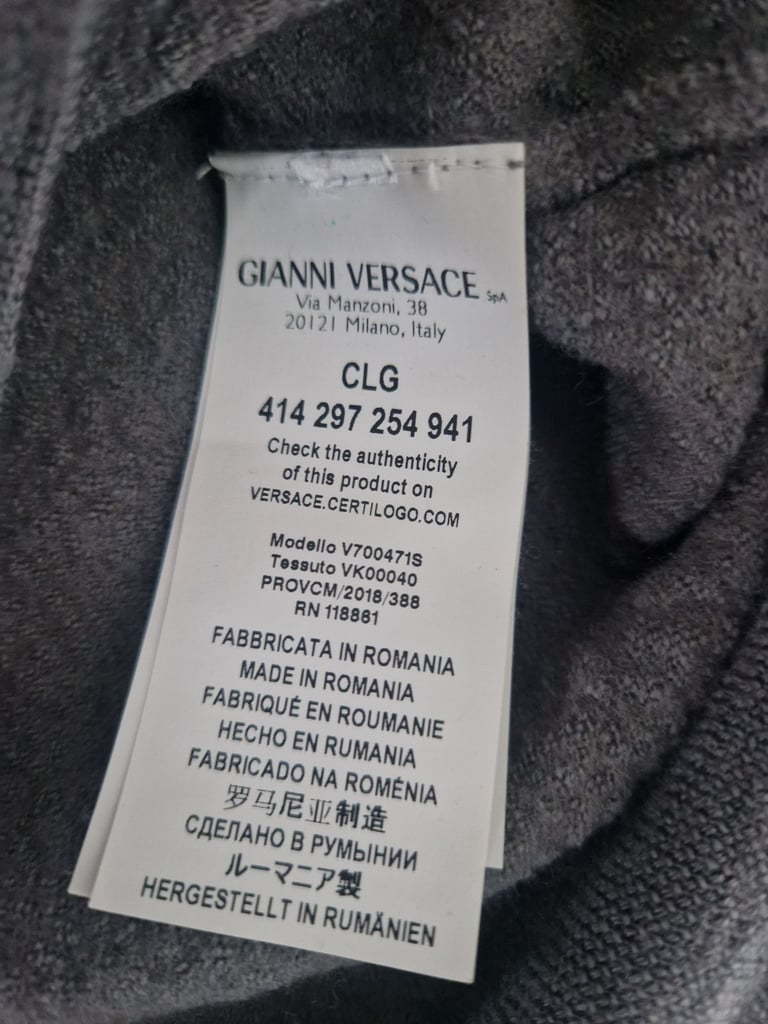 GIANNI VERSACE SpA
Via Manzoni, 38
20121 Milano, Italy
CLG
414 297 254 941
Check the authenticity
of this product on
VERSACE.CERTILOGO.COM
Modello V700471S
Tessuto VK00040
PROVCM/2018/388
RN 118861
FABBRICATA IN ROMANIA
MADE IN ROMANIA
FABRIQUÉ EN ROUMANIE
HECHO EN RUMANIA
FABRICADO NA ROMÉNIA
罗马尼亚制造
СДЕЛАНО В РУМЫНИИ
ルーマニア製
HERGESTELLT IN RUMÄNIEN